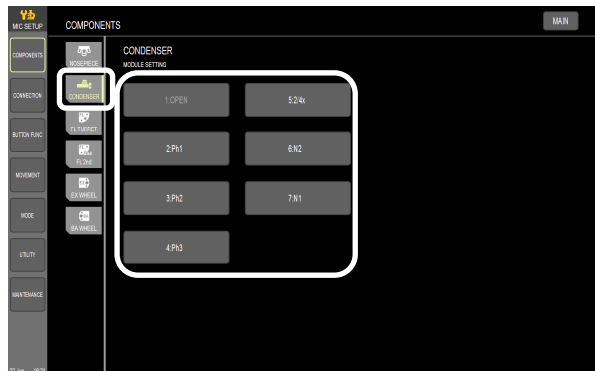 MIC-SETUP
COMPONENTS
MAIN
COMPONENTS
CONNECTION
BUTTON FUNC
MOVEMENT
MODE
UTILITY
MAINTENANCE
NOSEPIECE
CONDENSER
FL TURRET
FL 2nd
EX WHEEL
BA WHEEL
CONDENSER
MODULE SETTING
1:OPEN
5:2/4x
2:Ph1
6:N2
3:Ph2
7:N1
4:Ph3